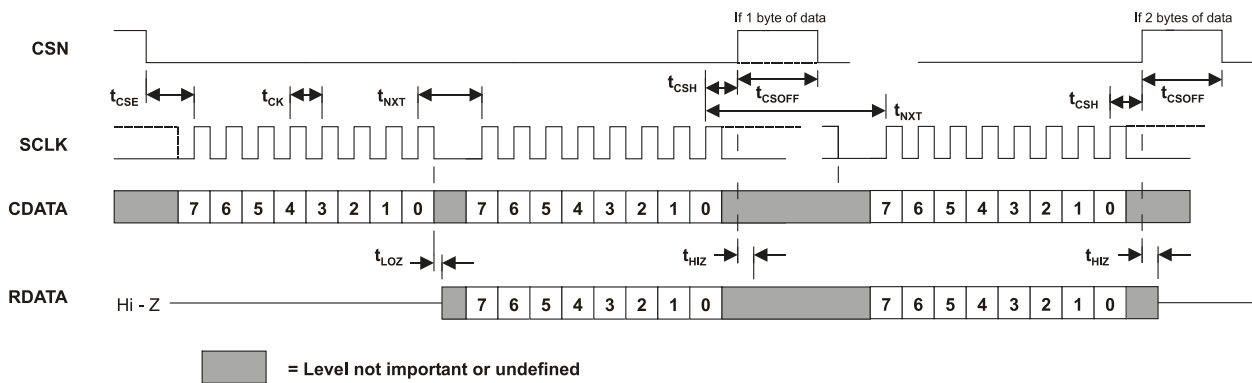 If 1 byte of data
If 2 bytes of data
CSN
tCSE
tCK
tNXT
tCSH
tCSOFF
tNXT
tCSH
tCSOFF
SCLK
CDATA
7 6 5 4 3 2 1 0
7 6 5 4 3 2 1 0
7 6 5 4 3 2 1 0
tLOZ
tHIZ
tHIZ
RDATA
Hi - Z
7 6 5 4 3 2 1 0
7 6 5 4 3 2 1 0
= Level not important or undefined